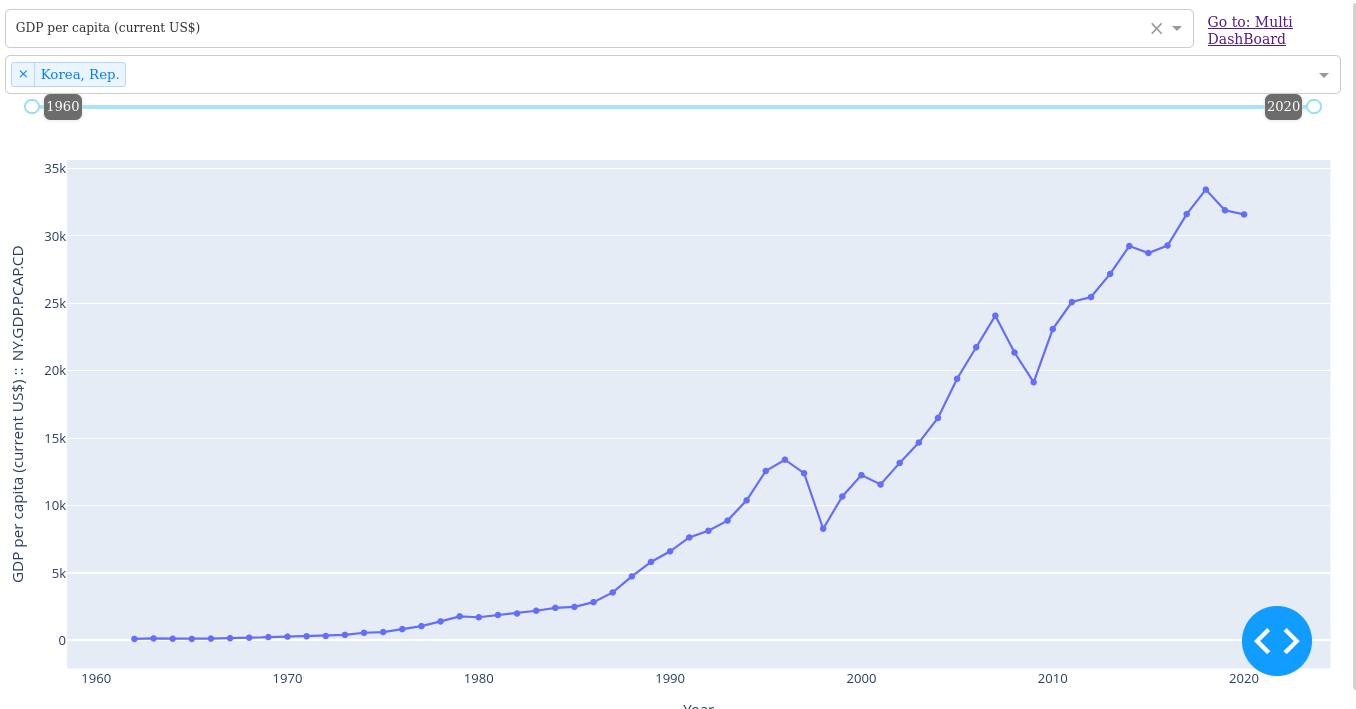 GDP per capita (current US$)
Go to: Multi
DashBoard
× Korea, Rep.
1960
2020
35k
30k
25k
20k
15k
10k
5k
0
GDP per capita (current US$) :: NY.GDP.PCAP.CD
1960 1970 1980 1990 2000 2010 2020
Year